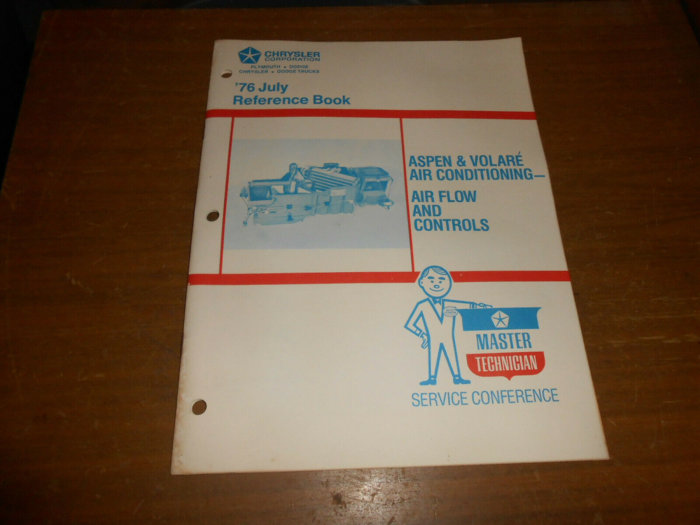 CHRYSLER
CORPORATION
PLYMOUTH • DODGE
CHRYSLER • DODGE TRUCKS
'76 July
Reference Book
ASPEN & VOLARÉ
AIR CONDITIONING—
AIR FLOW
AND
CONTROLS
MASTER
TECHNICIAN
SERVICE CONFERENCE